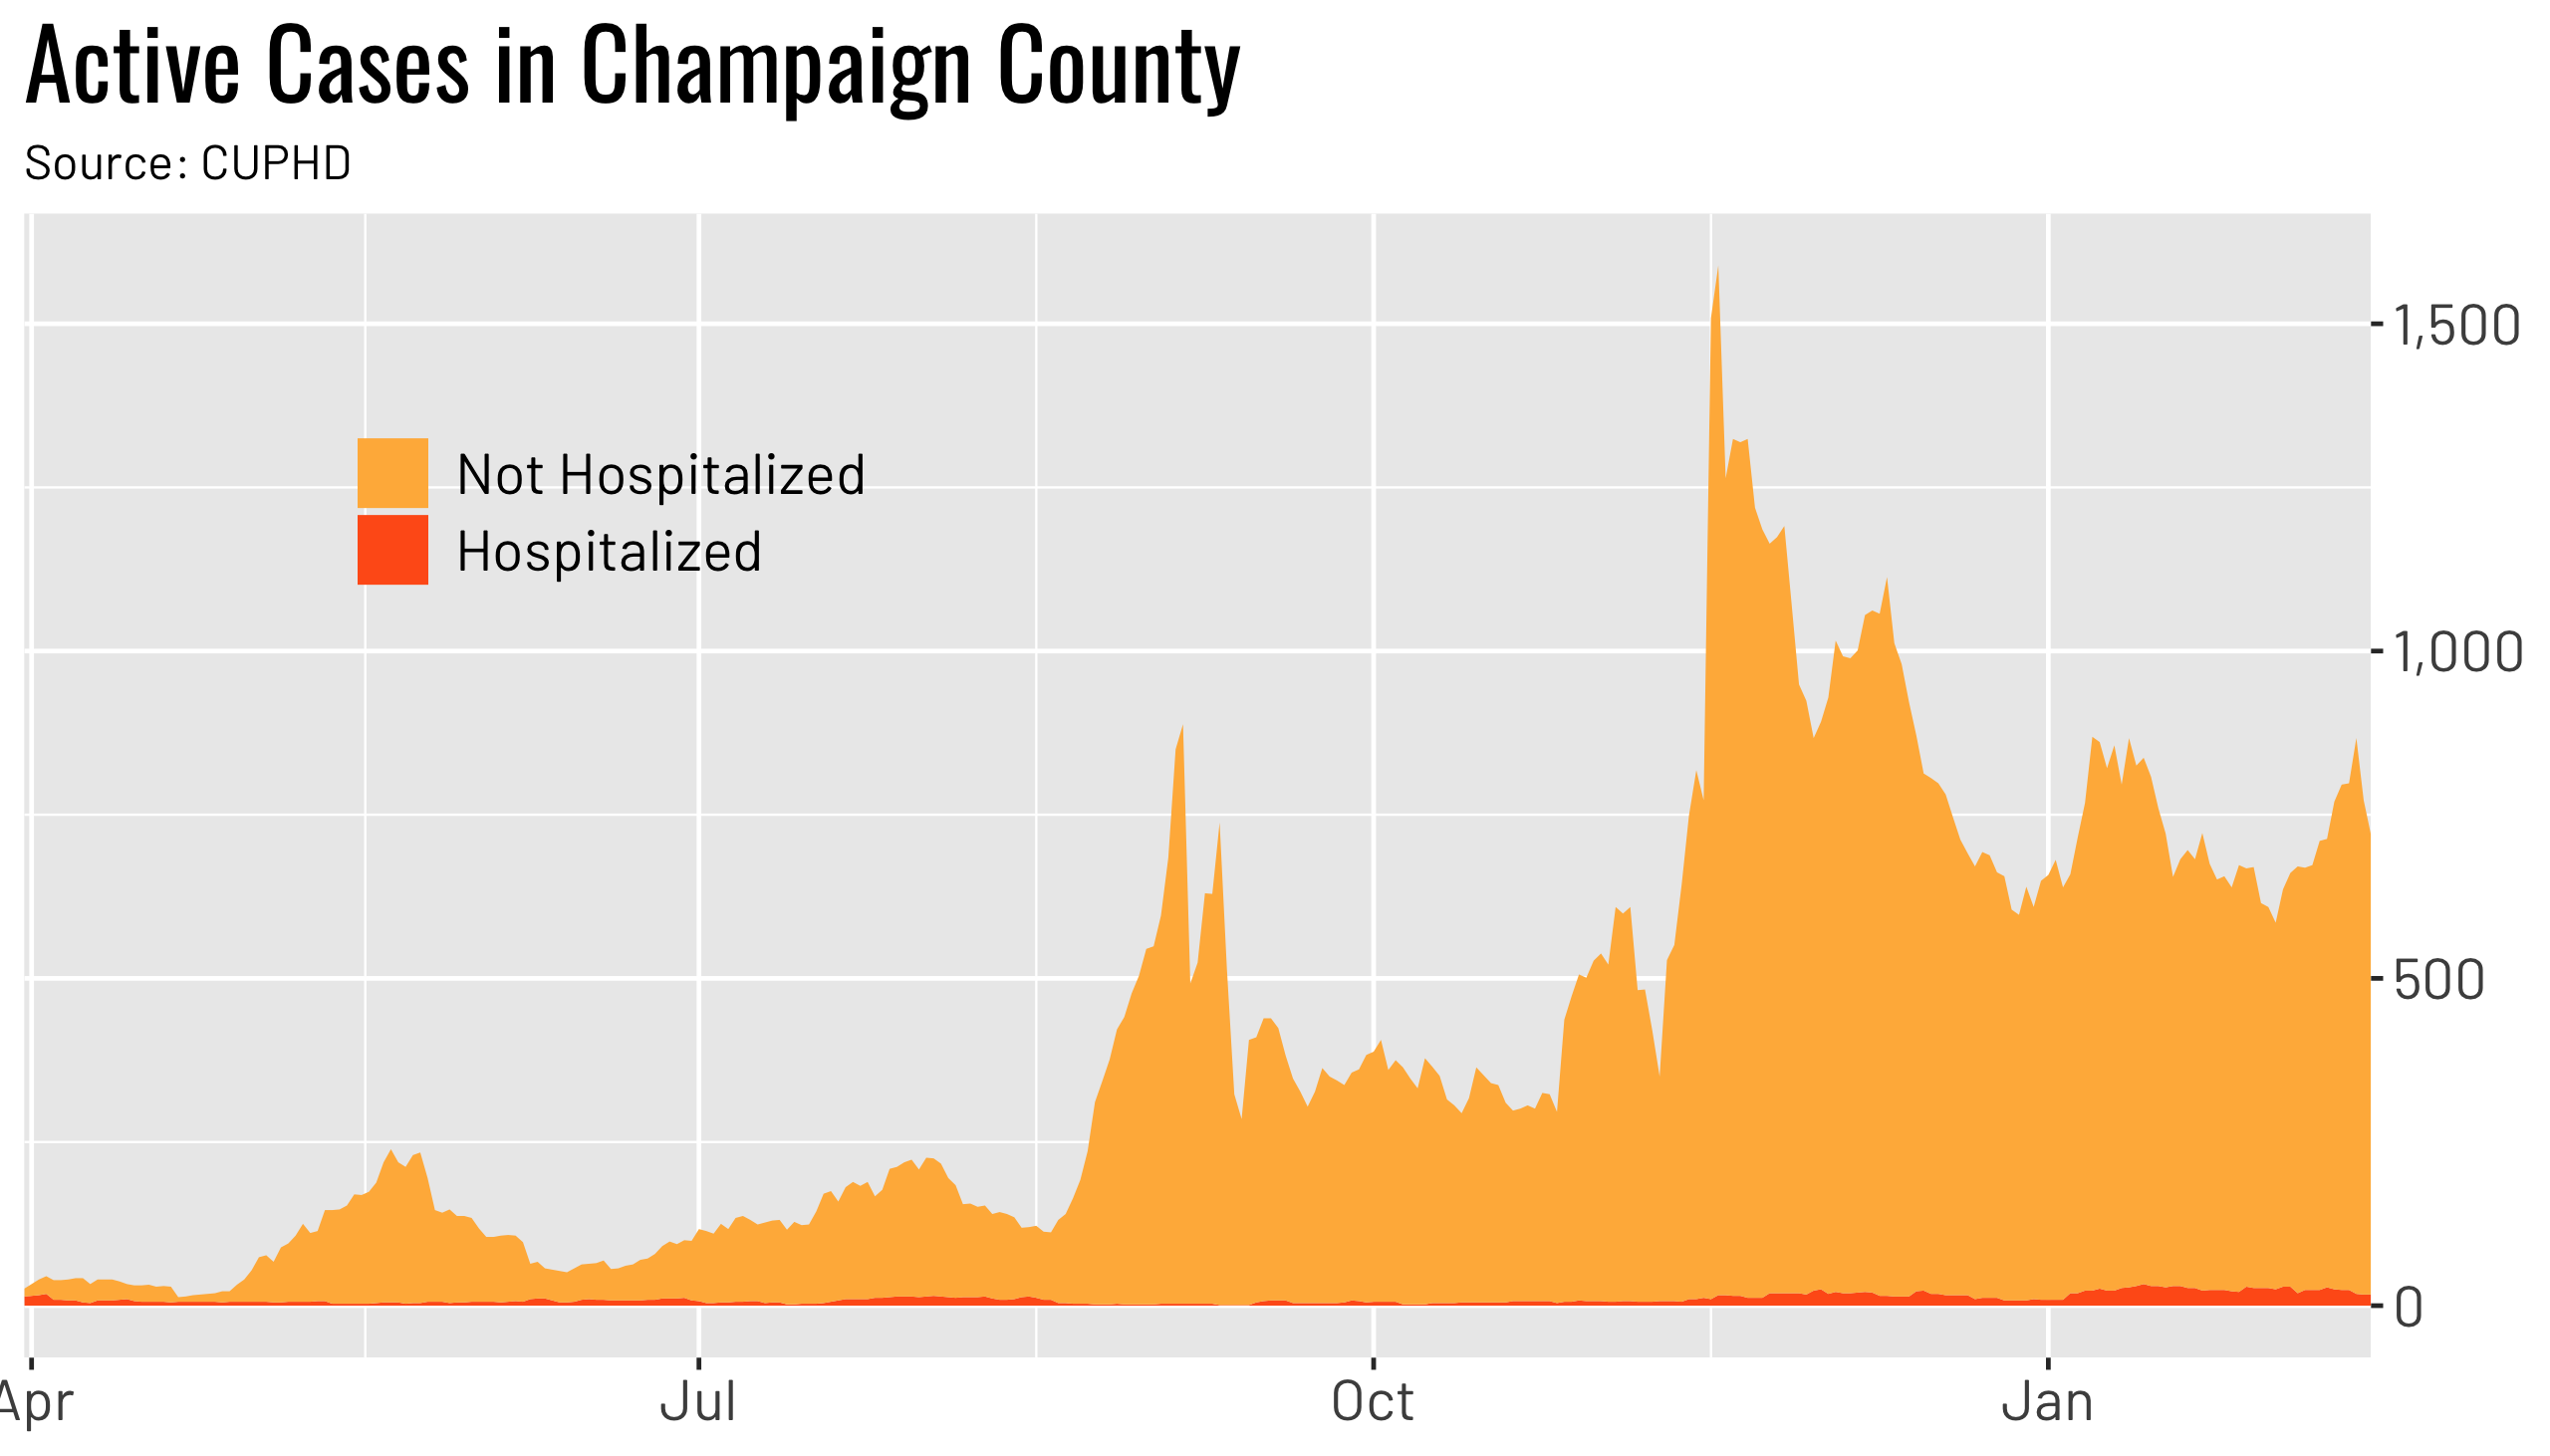 Active Cases in Champaign County
Source: CUPHD
1,500
Not Hospitalized
Hospitalized
1,000
500
0
Apr Jul Oct Jan